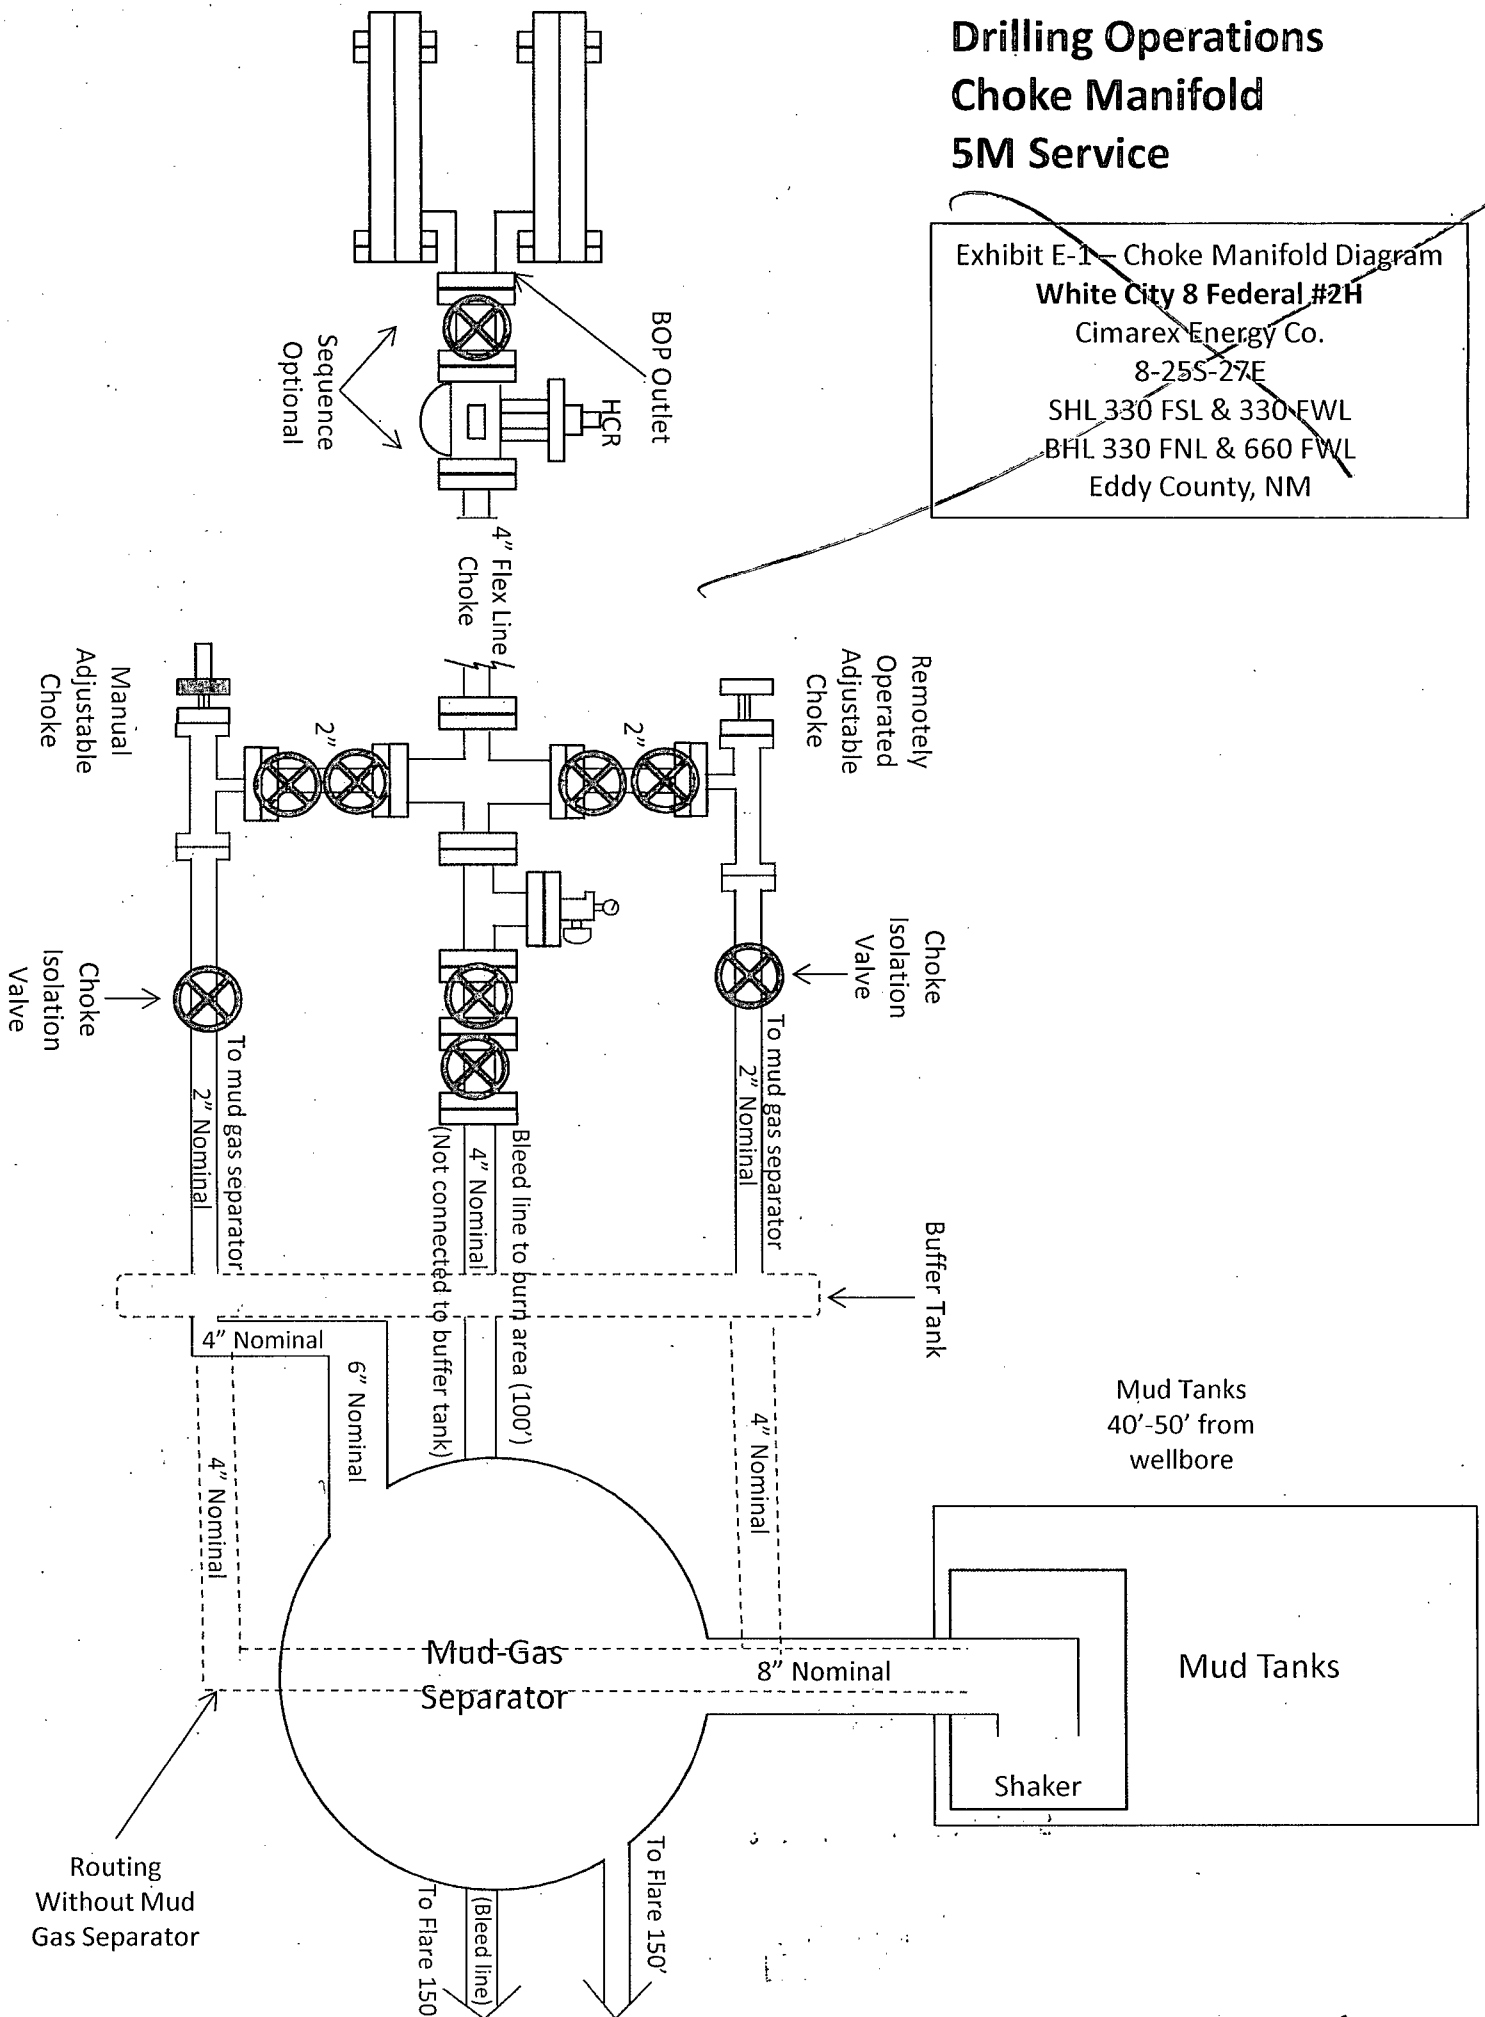 Drilling Operations
Choke Manifold
5M Service
Exhibit E-1 – Choke Manifold Diagram
White City 8 Federal #2H
Cimarex Energy Co.
8-25S-27E
SHL 330 FSL & 330 FWL
BHL 330 FNL & 660 FWL
Eddy County, NM
BOP Outlet
HCR
Sequence
Optional
4" Flex Line
Choke
Remotely
Operated
Adjustable
Choke
Manual
Adjustable
Choke
2"
2"
Choke
Isolation
Valve
Choke
Isolation
Valve
To mud gas separator
2" Nominal
To mud gas separator
2" Nominal
Bleed line to burn area (100')
4" Nominal
(Not connected to buffer tank)
Buffer Tank
4" Nominal
6" Nominal
4" Nominal
4" Nominal
Mud Tanks
40'-50' from
wellbore
Mud-Gas
Separator
8" Nominal
Mud Tanks
Shaker
Routing
Without Mud
Gas Separator
To Flare 150'
(Bleed line)
To Flare 150